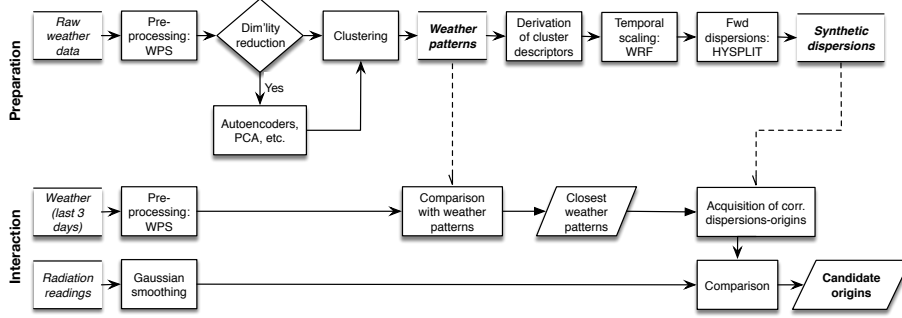 Preparation
Raw
weather
data
Pre-
processing:
WPS
Dim'lity
reduction
Yes
Autoencoders,
PCA, etc.
Clustering
Weather
patterns
Derivation
of cluster
descriptors
Temporal
scaling:
WRF
Fwd
dispersions:
HYSPLIT
Synthetic
dispersions
Interaction
Weather
(last 3
days)
Pre-
processing:
WPS
Comparison
with weather
patterns
Closest
weather
patterns
Acquisition of corr.
dispersions-origins
Radiation
readings
Gaussian
smoothing
Comparison
Candidate
origins